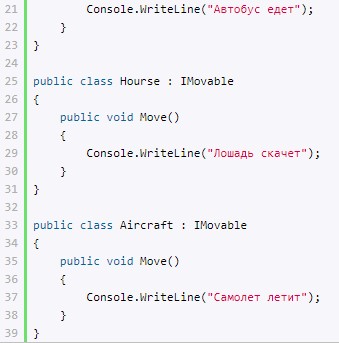 21 Console.WriteLine("Автобус едет");
22 }
23 }
24
25 public class Hourse : IMovable
26 {
27 public void Move()
28 {
29 Console.WriteLine("Лошадь скачет");
30 }
31 }
32
33 public class Aircraft : IMovable
34 {
35 public void Move()
36 {
37 Console.WriteLine("Самолет летит");
38 }
39 }